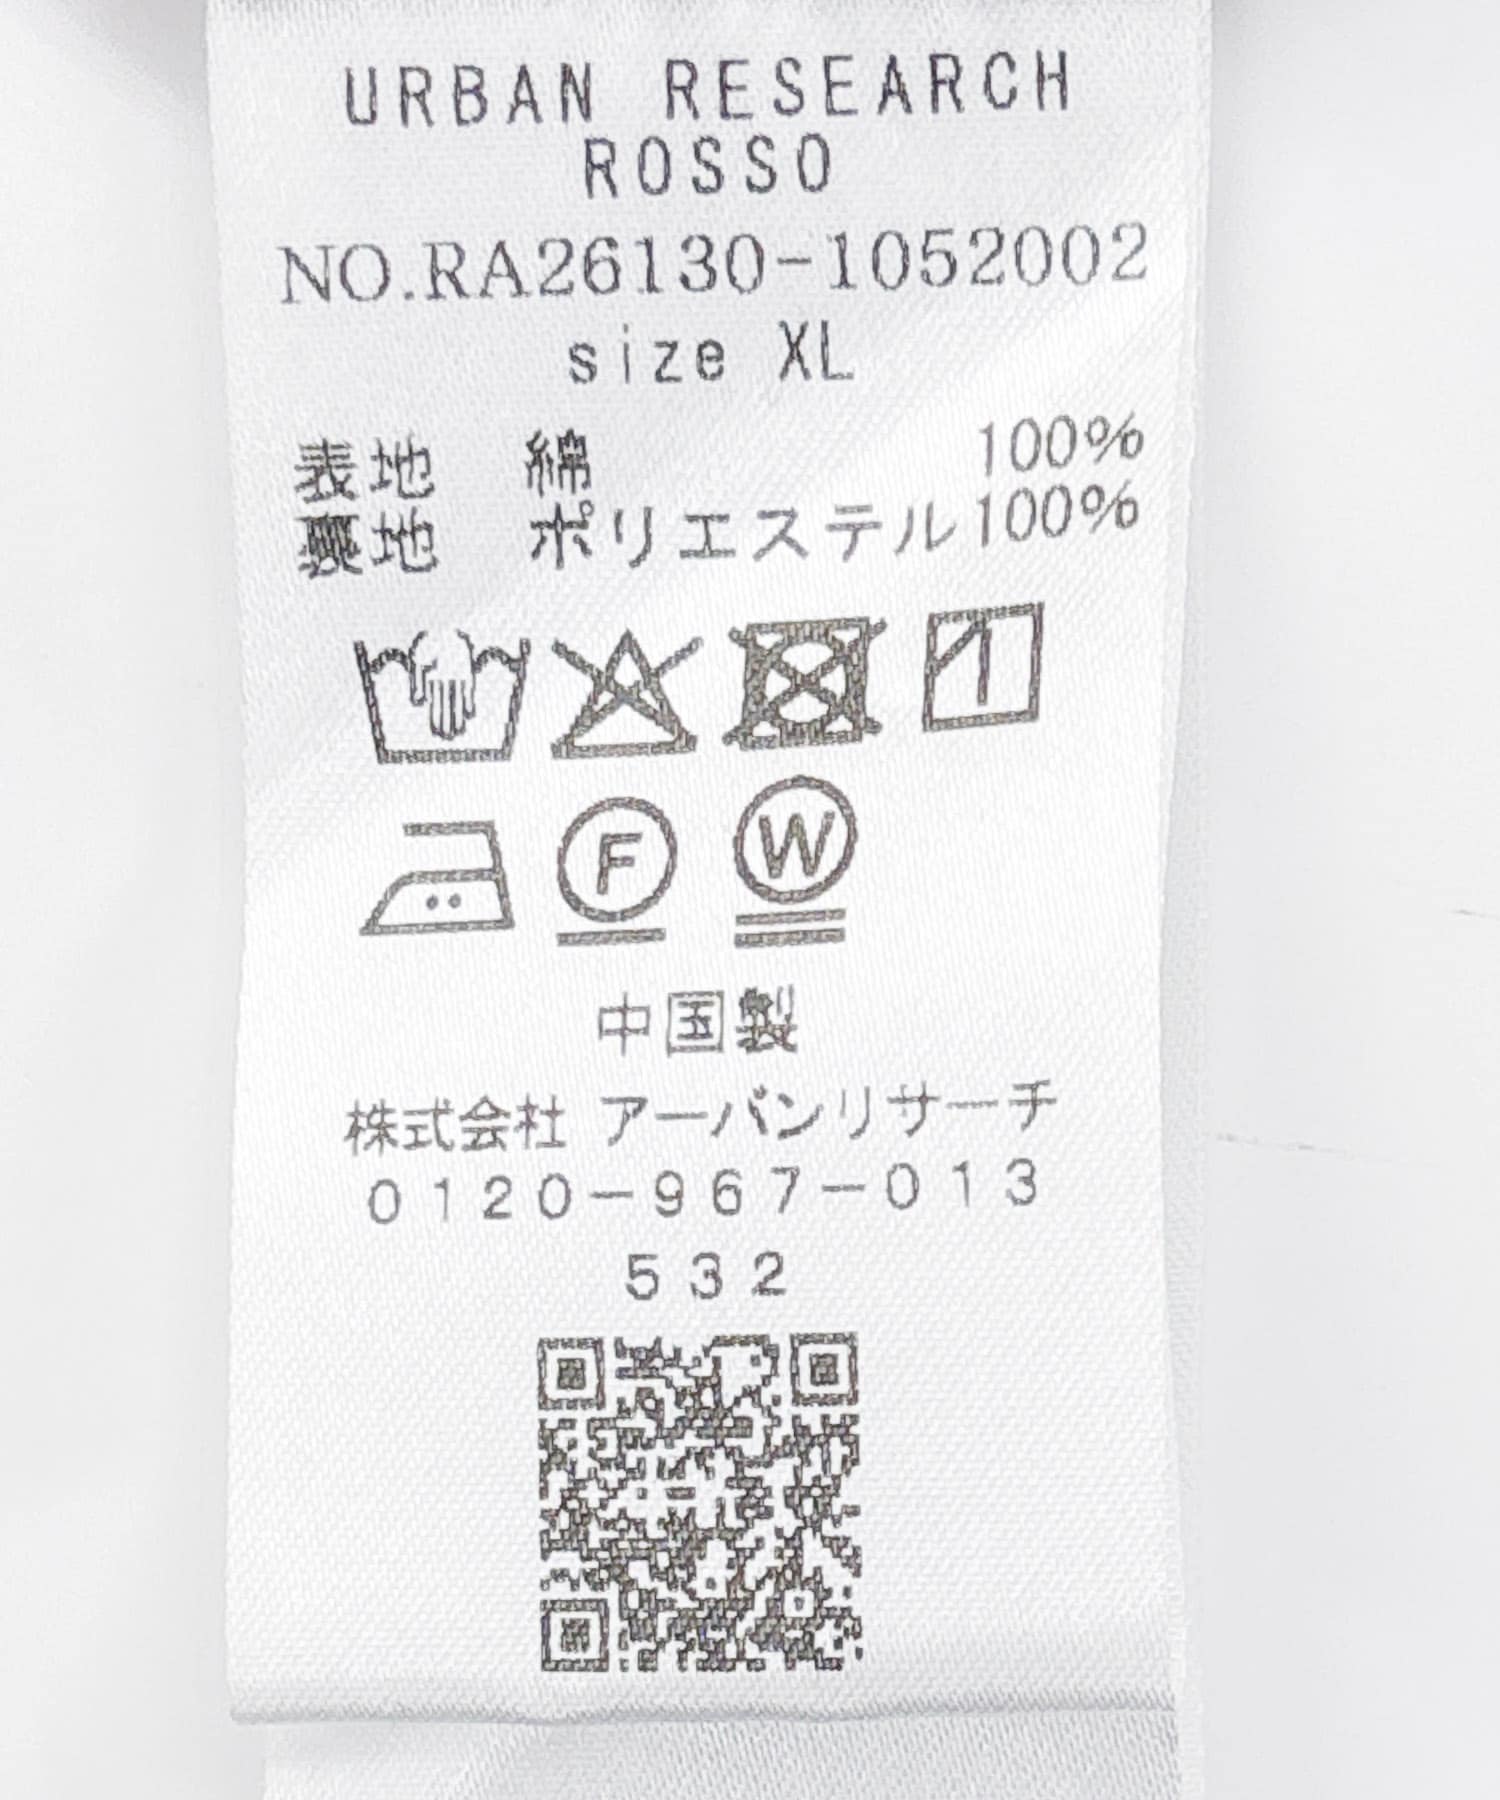 URBAN RESEARCH
ROSSO
NO.RA26130-1052002
size XL
表地 綿 100%
裏地 ポリエステル100%
F W
中国製
株式会社 アーバンリサーチ
0120-967-013
532